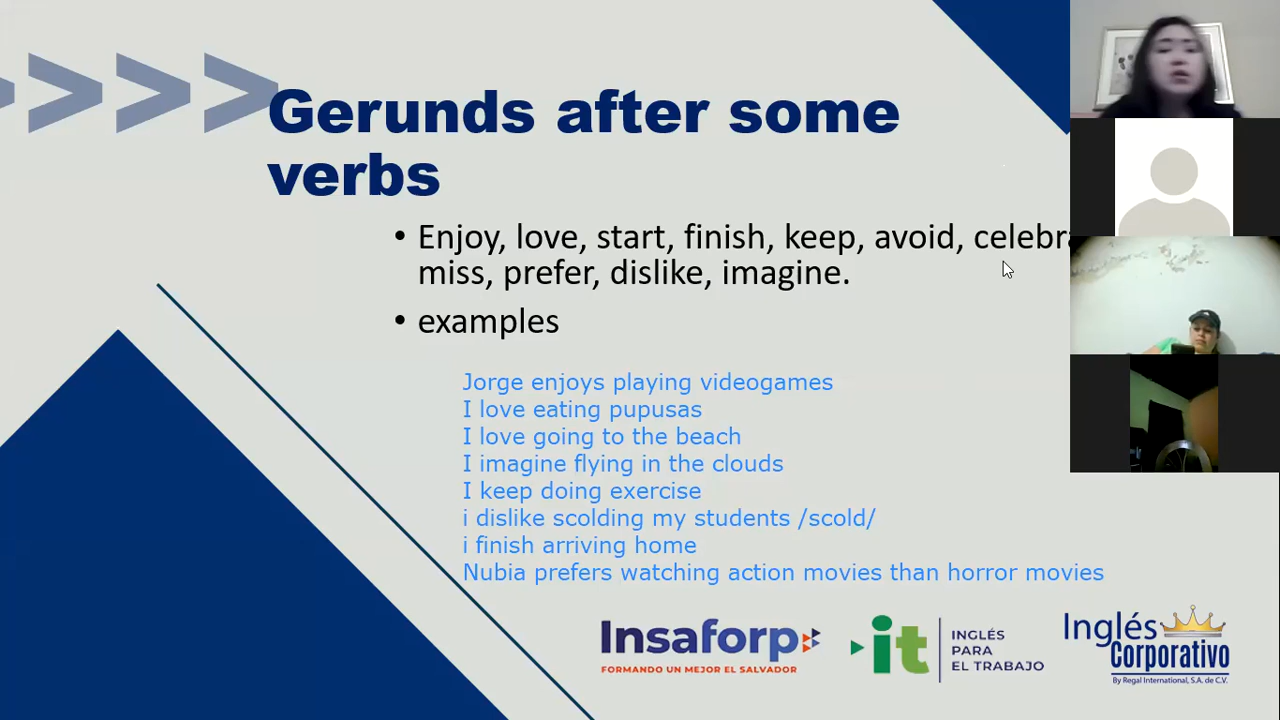 Gerunds after some
verbs
• Enjoy, love, start, finish, keep, avoid,
miss, prefer, dislike, imagine.
• examples
Jorge enjoys playing videogames
I love eating pupusas
I love going to the beach
I imagine flying in the clouds
I keep doing exercise
i dislike scolding my students /scold/
i finish arriving home
Nubia prefers watching action movies than horror movies
Insaforp
FORMANDO UN MEJOR EL SALVADOR
it
INGLÉS
PARA
EL TRABAJO
Inglés
Corporativo
By Regal International, S.A. de C.V.